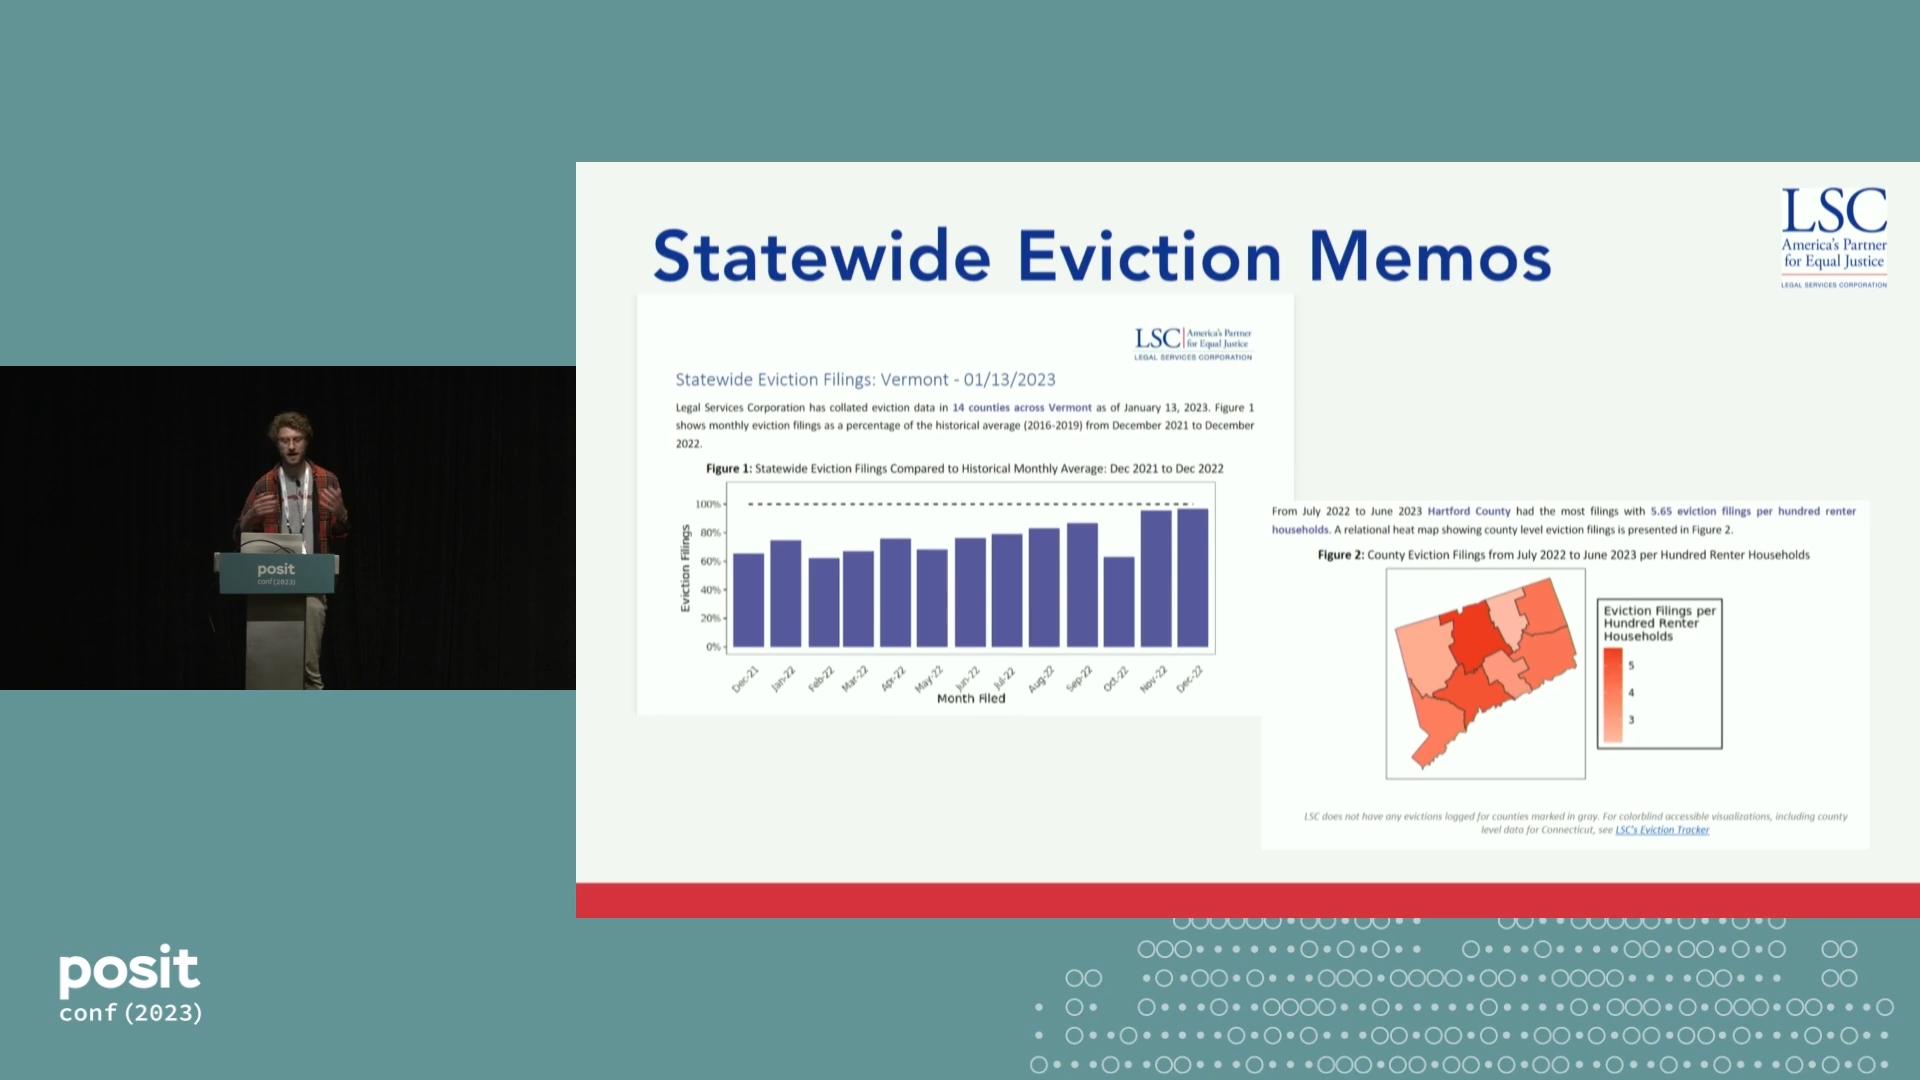 Statewide Eviction Memos
LSC
America's Partner
for Equal Justice
LEGAL SERVICES CORPORATION
LSC
America's Partner
for Equal Justice
LEGAL SERVICES CORPORATION
Statewide Eviction Filings: Vermont - 01/13/2023
Legal Services Corporation has collated eviction data in 14 counties across Vermont as of January 13, 2023. Figure 1
shows monthly eviction filings as a percentage of the historical average (2016-2019) from December 2021 to December
2022.
Figure 1: Statewide Eviction Filings Compared to Historical Monthly Average: Dec 2021 to Dec 2022
Eviction Filings
100%
80%
60%
40%
20%
0%
Dec-21
Jan-22
Feb-22
Mar-22
Apr-22
May-22
Jun-22
Jul-22
Aug-22
Sep-22
Oct-22
Nov-22
Dec-22
Month Filed
From July 2022 to June 2023 Hartford County had the most filings with 5.65 eviction filings per hundred renter
households. A relational heat map showing county level eviction filings is presented in Figure 2.
Figure 2: County Eviction Filings from July 2022 to June 2023 per Hundred Renter Households
Eviction Filings per
Hundred Renter
Households
5
4
3
LSC does not have any evictions logged for counties marked in gray. For colorblind accessible visualizations, including county
level data for Connecticut, see LSC's Eviction Tracker
posit
conf(2023)
posit
conf(2023)